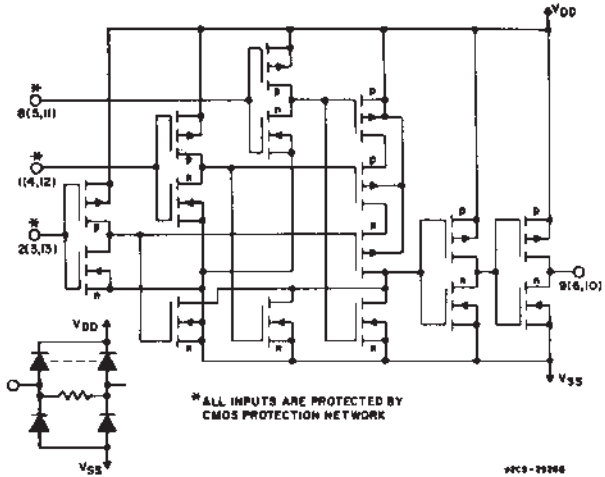 VDD
*
8(5,11)
p
n
p
*
1(4,12)
p
n
p
*
2(3,13)
p
n
n
p
p
n
n
n
n
n
n
9(6,10)
VSS
VDD
VSS
* ALL INPUTS ARE PROTECTED BY
CMOS PROTECTION NETWORK